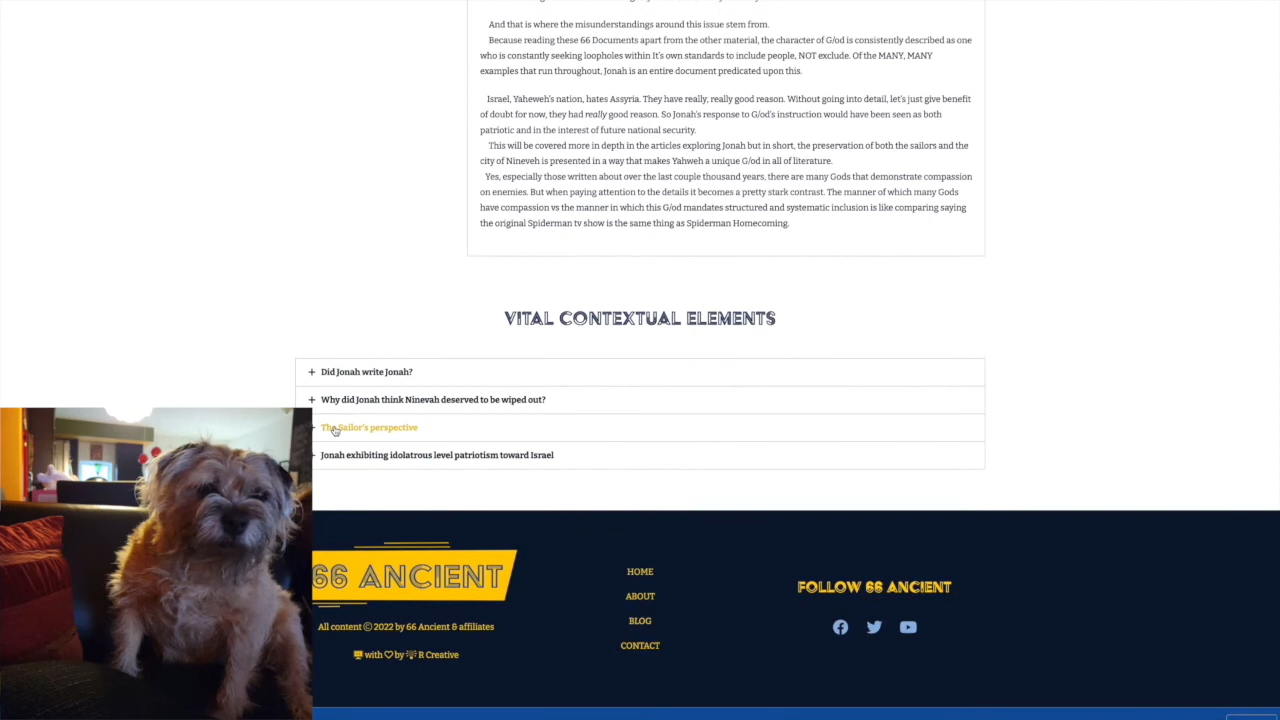 And that is where the misunderstandings around this issue stem from.
Because reading these 66 Documents apart from the other material, the character of G/od is consistently described as one
who is constantly seeking loopholes within It's own standards to include people, NOT exclude. Of the MANY, MANY
examples that run throughout, Jonah is an entire document predicated upon this.
Israel, Yaheweh's nation, hates Assyria. They have really, really good reason. Without going into detail, let's just give benefit
of doubt for now, they had really good reason. So Jonah's response to G/od's instruction would have been seen as both
patriotic and in the interest of future national security.
This will be covered more in depth in the articles exploring Jonah but in short, the preservation of both the sailors and the
city of Nineveh is presented in a way that makes Yahweh a unique G/od in all of literature.
Yes, especially those written about over the last couple thousand years, there are many Gods that demonstrate compassion
on enemies. But when paying attention to the details it becomes a pretty stark contrast. The manner of which many Gods
have compassion vs the manner in which this G/od mandates structured and systematic inclusion is like comparing saying
the original Spiderman tv show is the same thing as Spiderman Homecoming.
VITAL CONTEXTUAL ELEMENTS
+ Did Jonah write Jonah?
+ Why did Jonah think Ninevah deserved to be wiped out?
+ The Sailor's perspective
+ Jonah exhibiting idolatrous level patriotism toward Israel
66 ANCIENT
All content © 2022 by 66 Ancient & affiliates
with by R Creative
HOME
ABOUT
BLOG
CONTACT
FOLLOW 66 ANCIENT